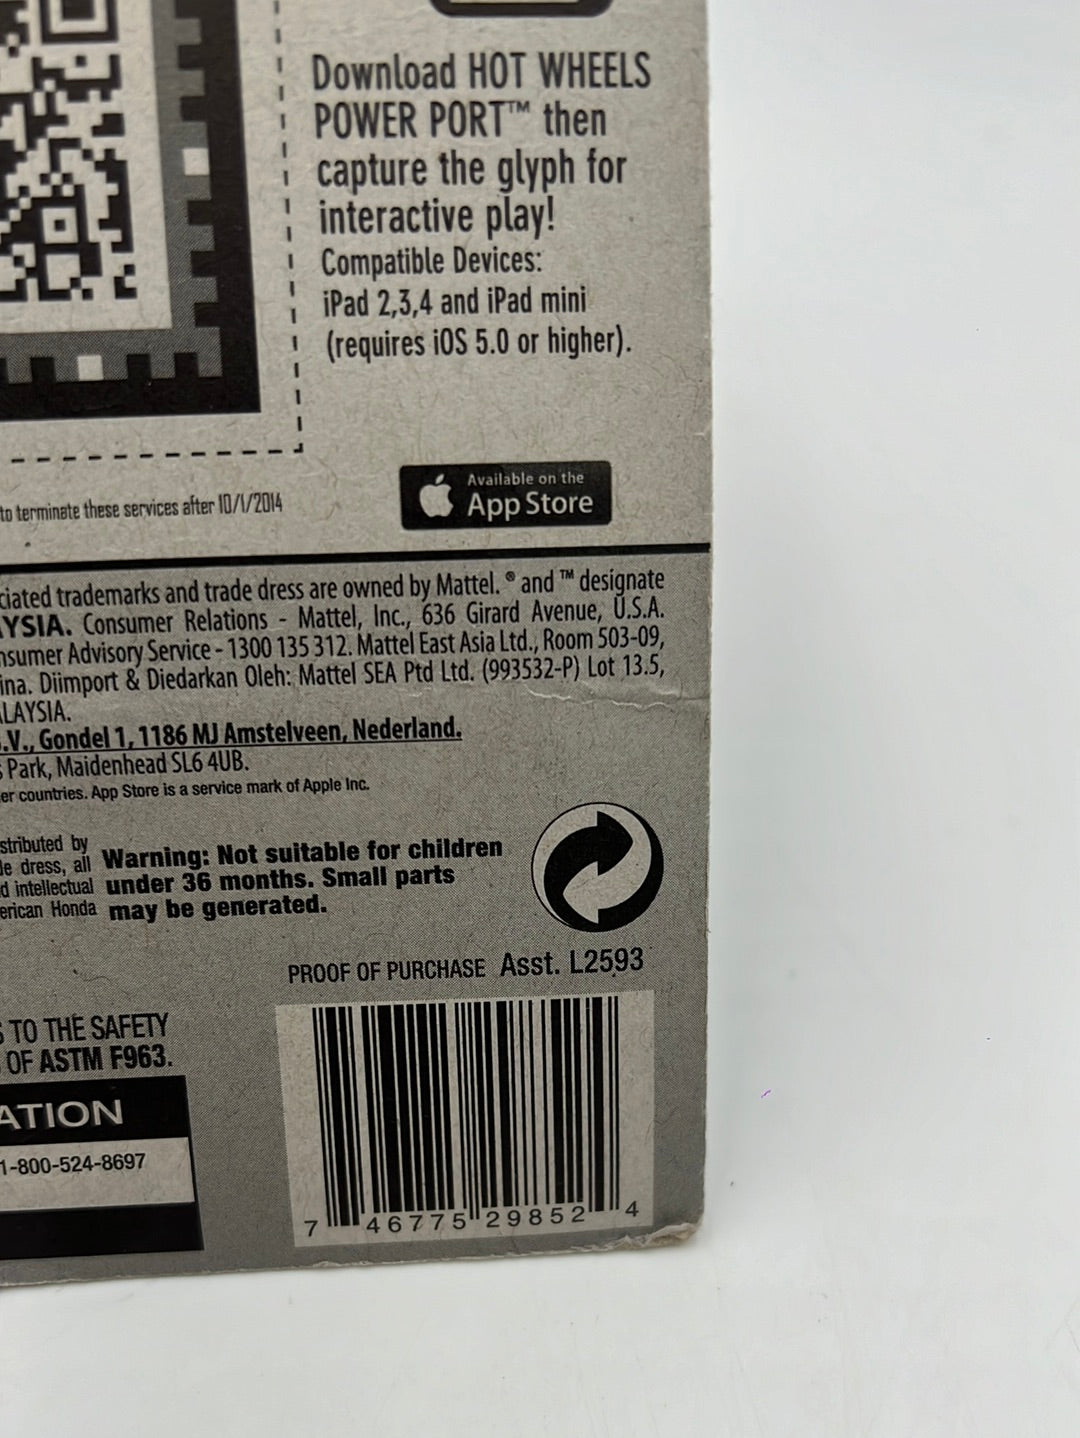 Download HOT WHEELS
POWER PORT™ then
capture the glyph for
interactive play!
Compatible Devices:
iPad 2,3,4 and iPad mini
(requires iOS 5.0 or higher).
to terminate these services after 10/1/2014
Available on the
App Store
ciated trademarks and trade dress are owned by Mattel. ® and ™ designate
YSIA. Consumer Relations - Mattel, Inc., 636 Girard Avenue, U.S.A.
nsumer Advisory Service - 1300 135 312. Mattel East Asia Ltd., Room 503-09,
ina. Diimport & Diedarkan Oleh: Mattel SEA Ptd Ltd. (993532-P) Lot 13.5,
LAYSIA.
.V., Gondel 1, 1186 MJ Amstelveen, Nederland.
s Park, Maidenhead SL6 4UB.
er countries. App Store is a service mark of Apple Inc.
stributed by
de dress, all
d intellectual
erican Honda
Warning: Not suitable for children
under 36 months. Small parts
may be generated.
PROOF OF PURCHASE Asst. L2593
S TO THE SAFETY
OF ASTM F963.
ATION
1-800-524-8697
7 46775 29852 4